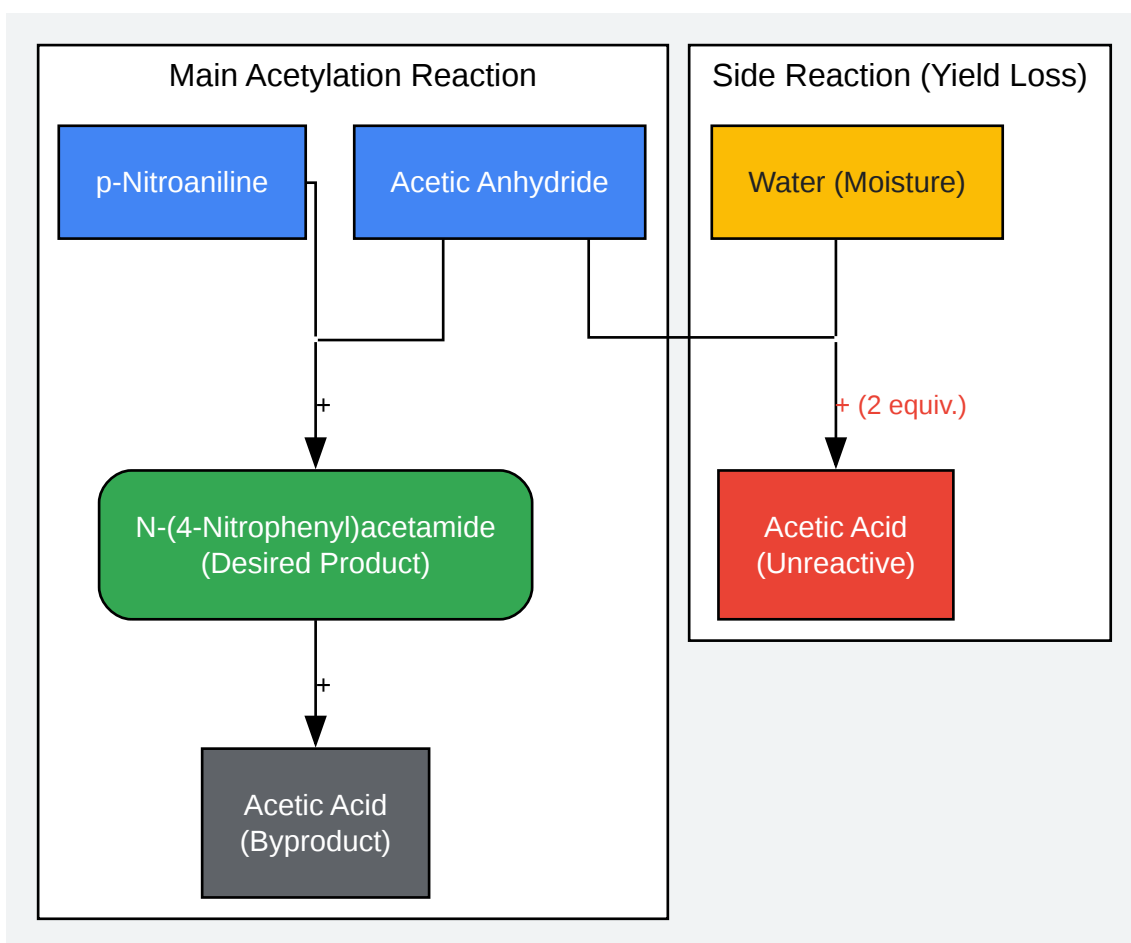 Main Acetylation Reaction
Side Reaction (Yield Loss)
p-Nitroaniline
Acetic Anhydride
Water (Moisture)
+
+ (2 equiv.)
N-(4-Nitrophenyl)acetamide
(Desired Product)
Acetic Acid
(Unreactive)
+
Acetic Acid
(Byproduct)